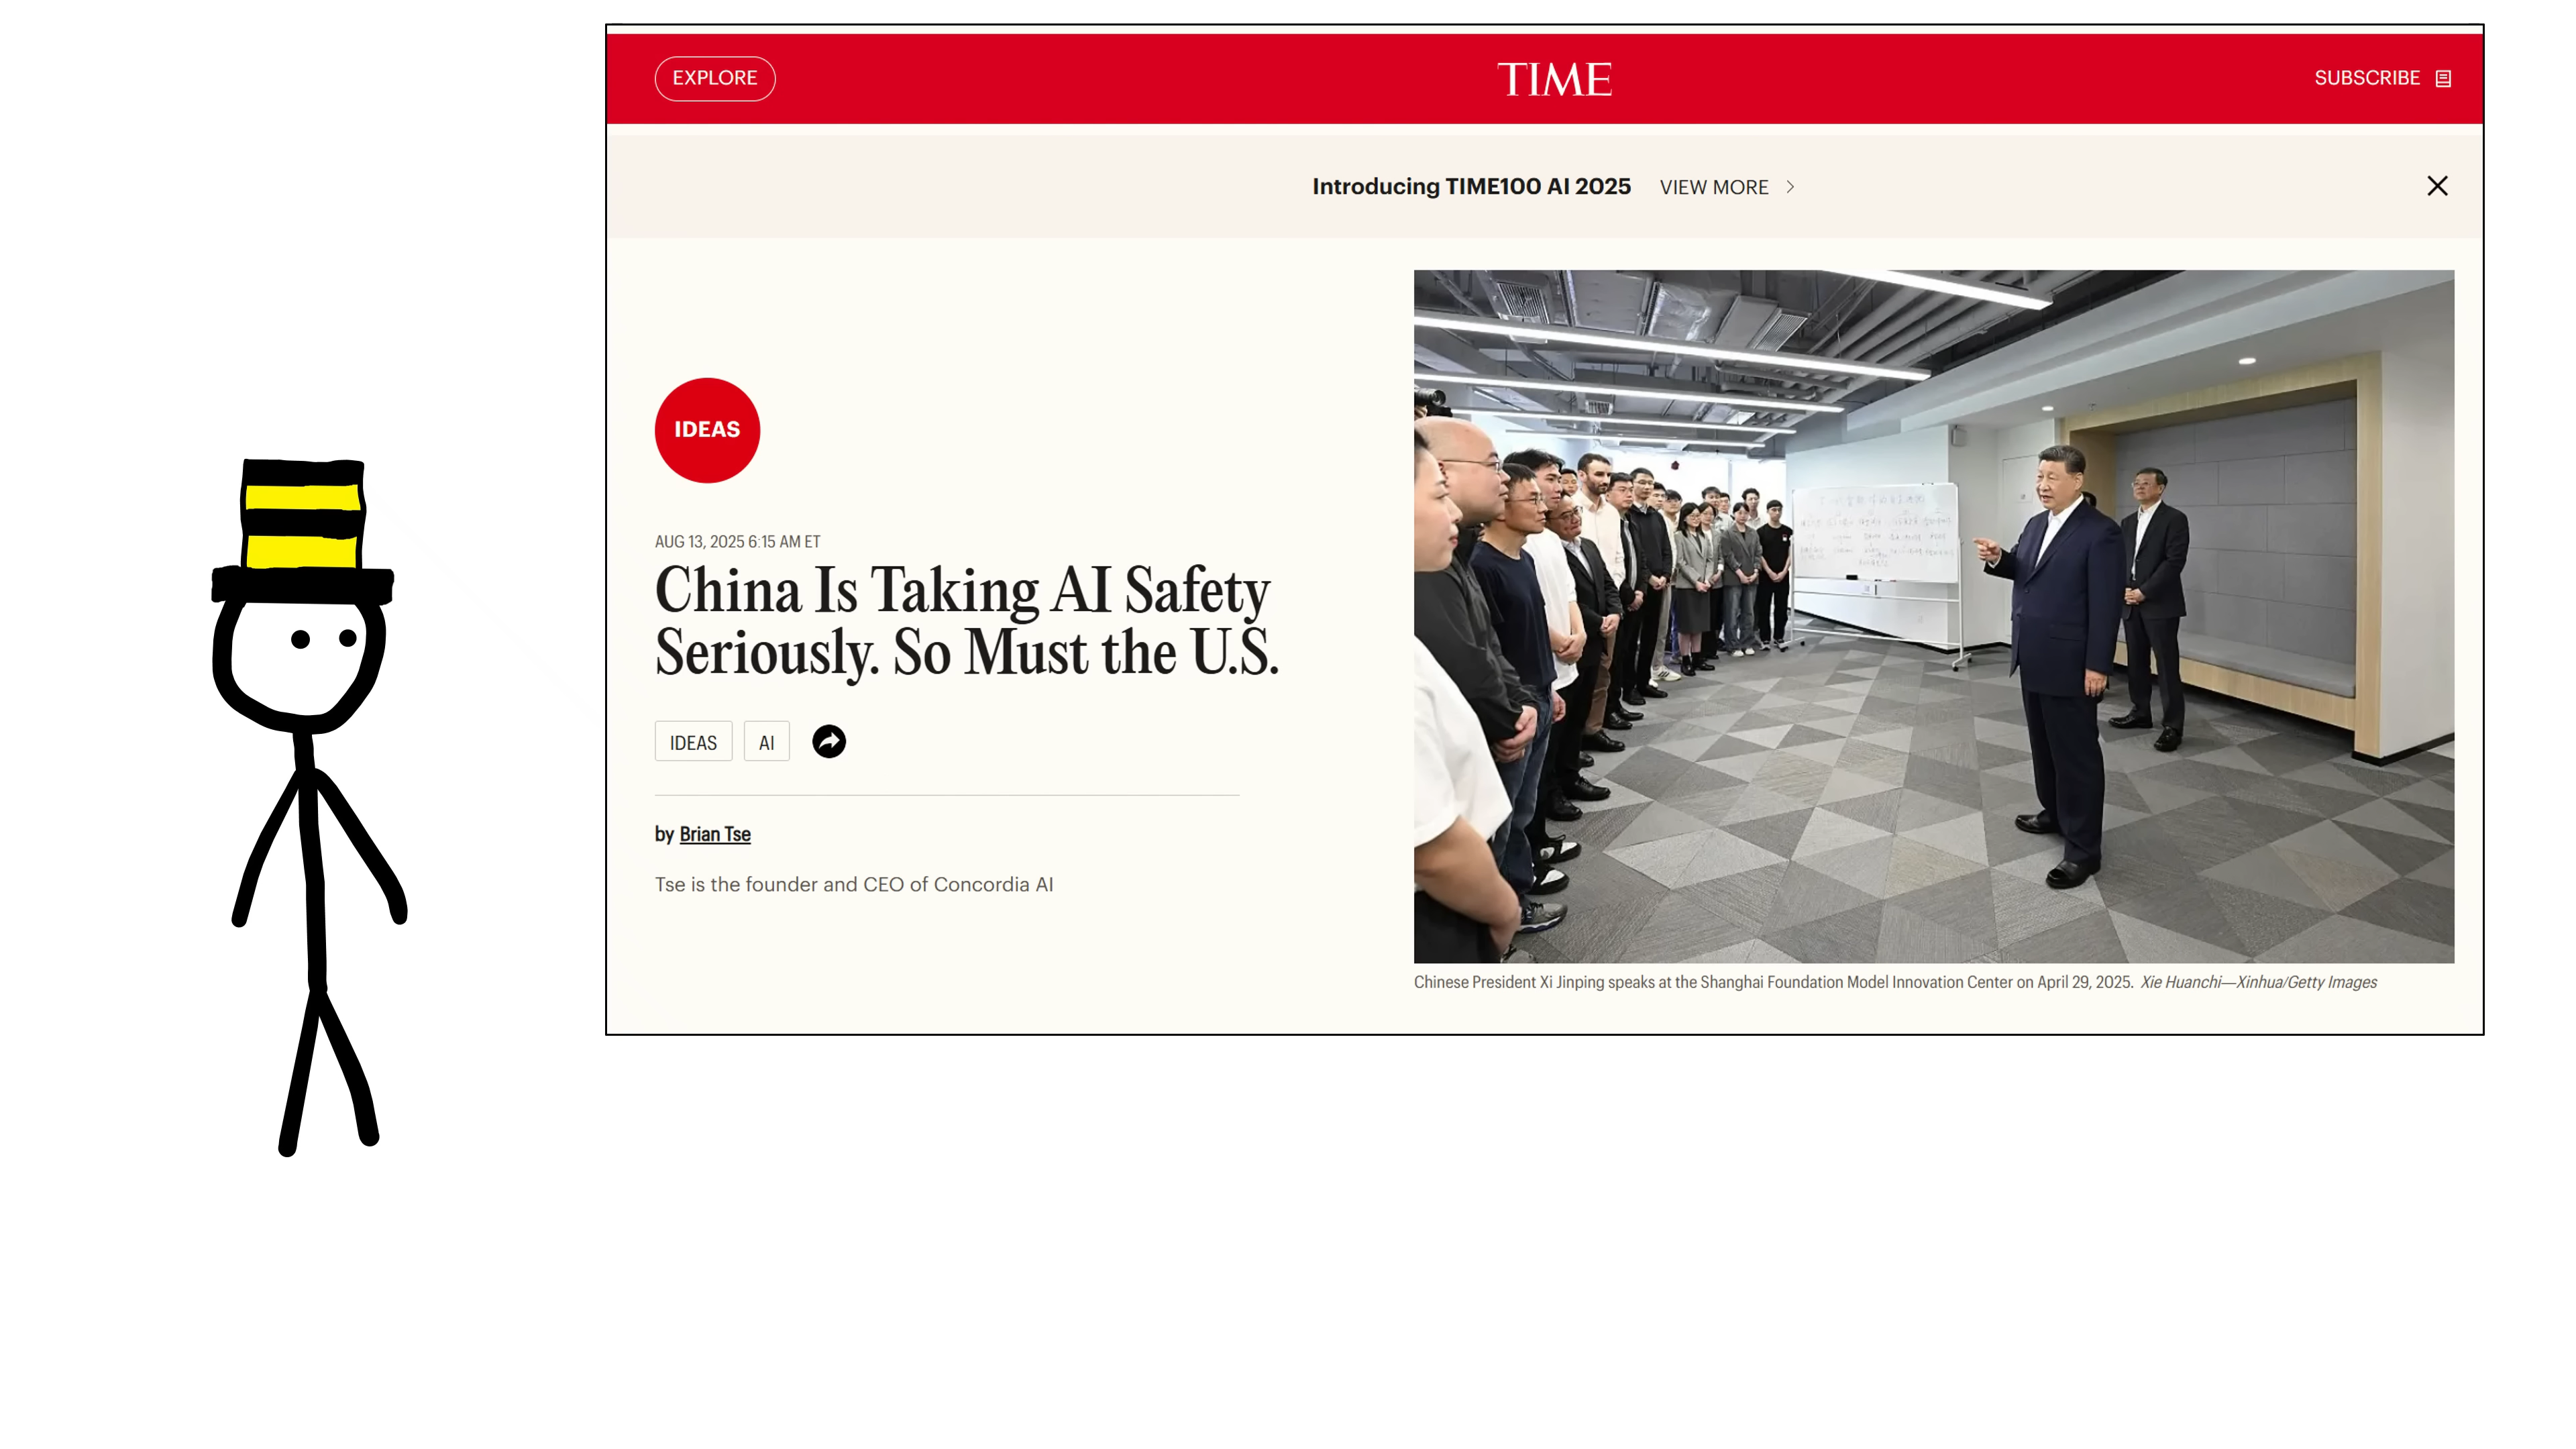 EXPLORE
TIME
SUBSCRIBE
Introducing TIME100 AI 2025 VIEW MORE
IDEAS
AUG 13, 2025 6:15 AM ET
China Is Taking AI Safety
Seriously. So Must the U.S.
IDEAS
AI
by Brian Tse
Tse is the founder and CEO of Concordia AI
Chinese President Xi Jinping speaks at the Shanghai Foundation Model Innovation Center on April 29, 2025. Xie Huanchi—Xinhua/Getty Images